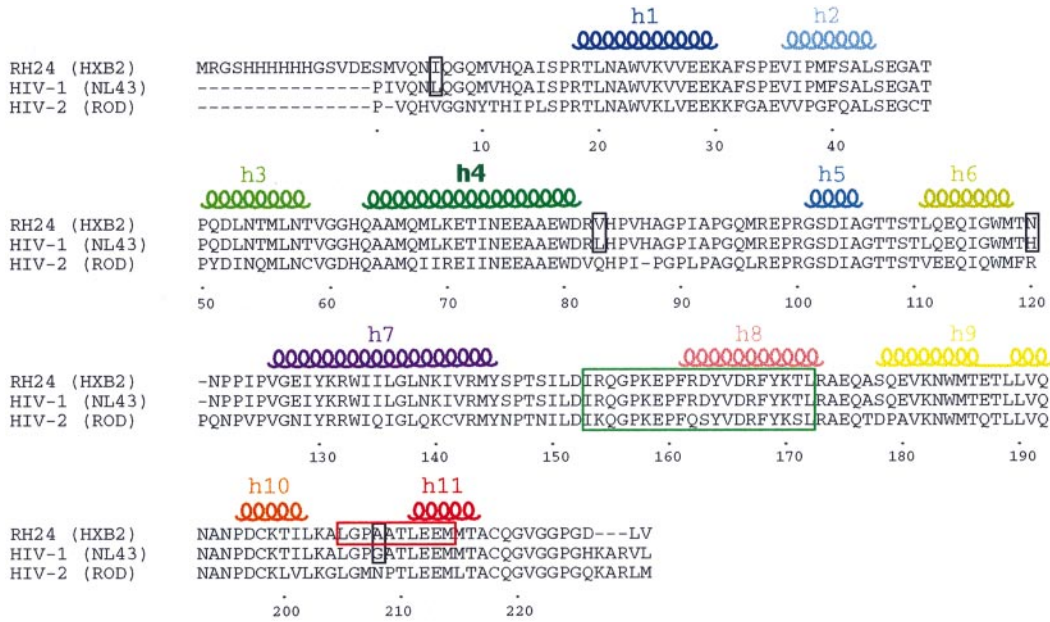 h1 h2
RH24 (HXB2) MRGSHHHHHHGSVDESMVQNIQGQMVHQAISPRTLNAWVKVVEEKAFSPEVIPMFSALSEGAT
HIV-1 (NL43) ---------------PIVQNLQGQMVHQAISPRTLNAWVKVVEEKAFSPEVIPMFSALSEGAT
HIV-2 (ROD) ---------------P-VQHVGGNYTHIPLSPRTLNAWVKLVEEKKFGAEVVPGFQALSEGCT
10 20 30 40
h3 h4 h5 h6
RH24 (HXB2) PQDLNTMLNTVGGHQAAMQMLKETINEEAAEWDRVHPVHAGPIAPGQMREPRGSDIAGTTSTLQEQIGWMTN
HIV-1 (NL43) PQDLNTMLNTVGGHQAAMQMLKETINEEAAEWDRLHPVHAGPIAPGQMREPRGSDIAGTTSTLQEQIGWMTH
HIV-2 (ROD) PYDINQMLNCVGDHQAAMQIIREIINEEAAEWDVQHPI-PGPLPAGQLREPRGSDIAGTTSTVEEQIQWMFR
50 60 70 80 90 100 110 120
h7 h8 h9
RH24 (HXB2) -NPPIPVGEIYKRWIILGLNKIVRMYSPTSILDIRQGPKEPFRDYVDRFYKTLRAEQASQEVKNWMTETLLVQ
HIV-1 (NL43) -NPPIPVGEIYKRWIILGLNKIVRMYSPTSILDIRQGPKEPFRDYVDRFYKTLRAEQASQEVKNWMTETLLVQ
HIV-2 (ROD) PQNPVPVGNIYRRWIQIGLQKCVRMYNPTNILDIKQGPKEPFQSYVDRFYKSLRAEQTDPAVKNWMTQTLLVQ
130 140 150 160 170 180 190
h10 h11
RH24 (HXB2) NANPDCKTILKALGPAATLEEMMTACQGVGGPGD---LV
HIV-1 (NL43) NANPDCKTILKALGPGATLEEMMTACQGVGGPGHKARVL
HIV-2 (ROD) NANPDCKLVLKGLGMNPTLEEMLTACQGVGGPGQKARLM
200 210 220